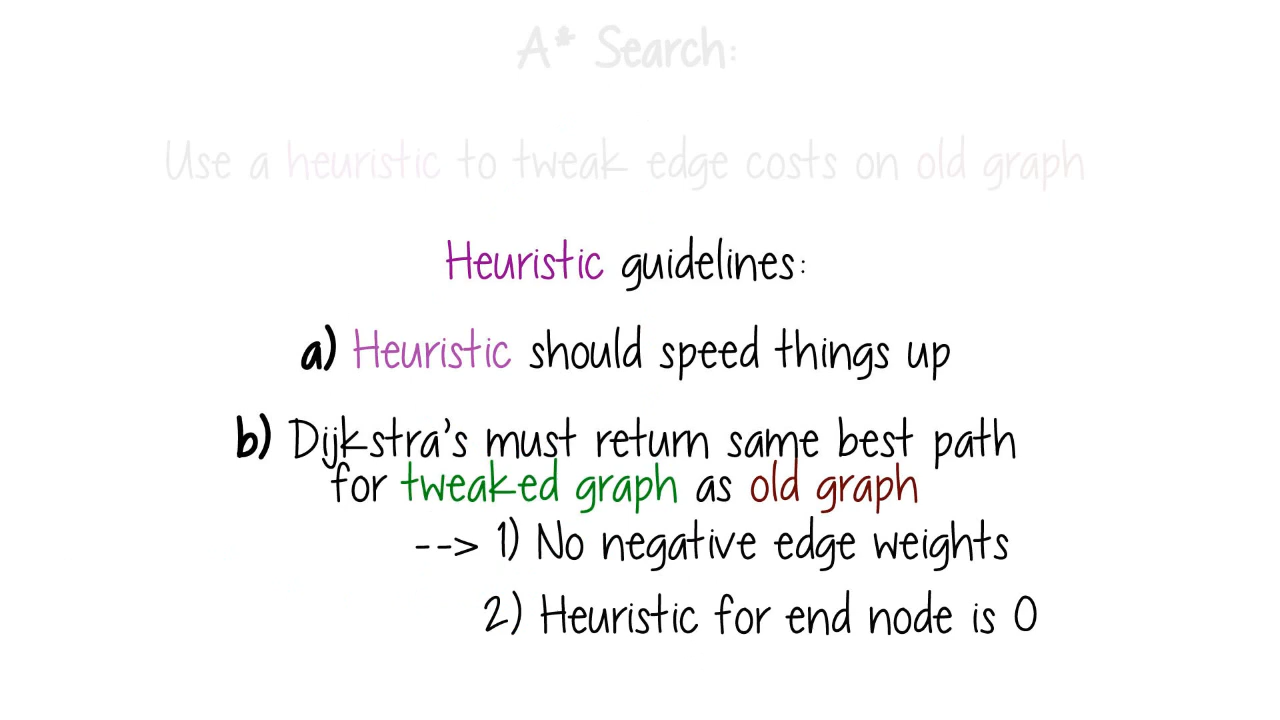 A* Search:
Use a heuristic to tweak edge costs on old graph
Heuristic guidelines:
a) Heuristic should speed things up
b) Dijkstra's must return same best path
for tweaked graph as old graph
--> 1) No negative edge weights
2) Heuristic for end node is 0